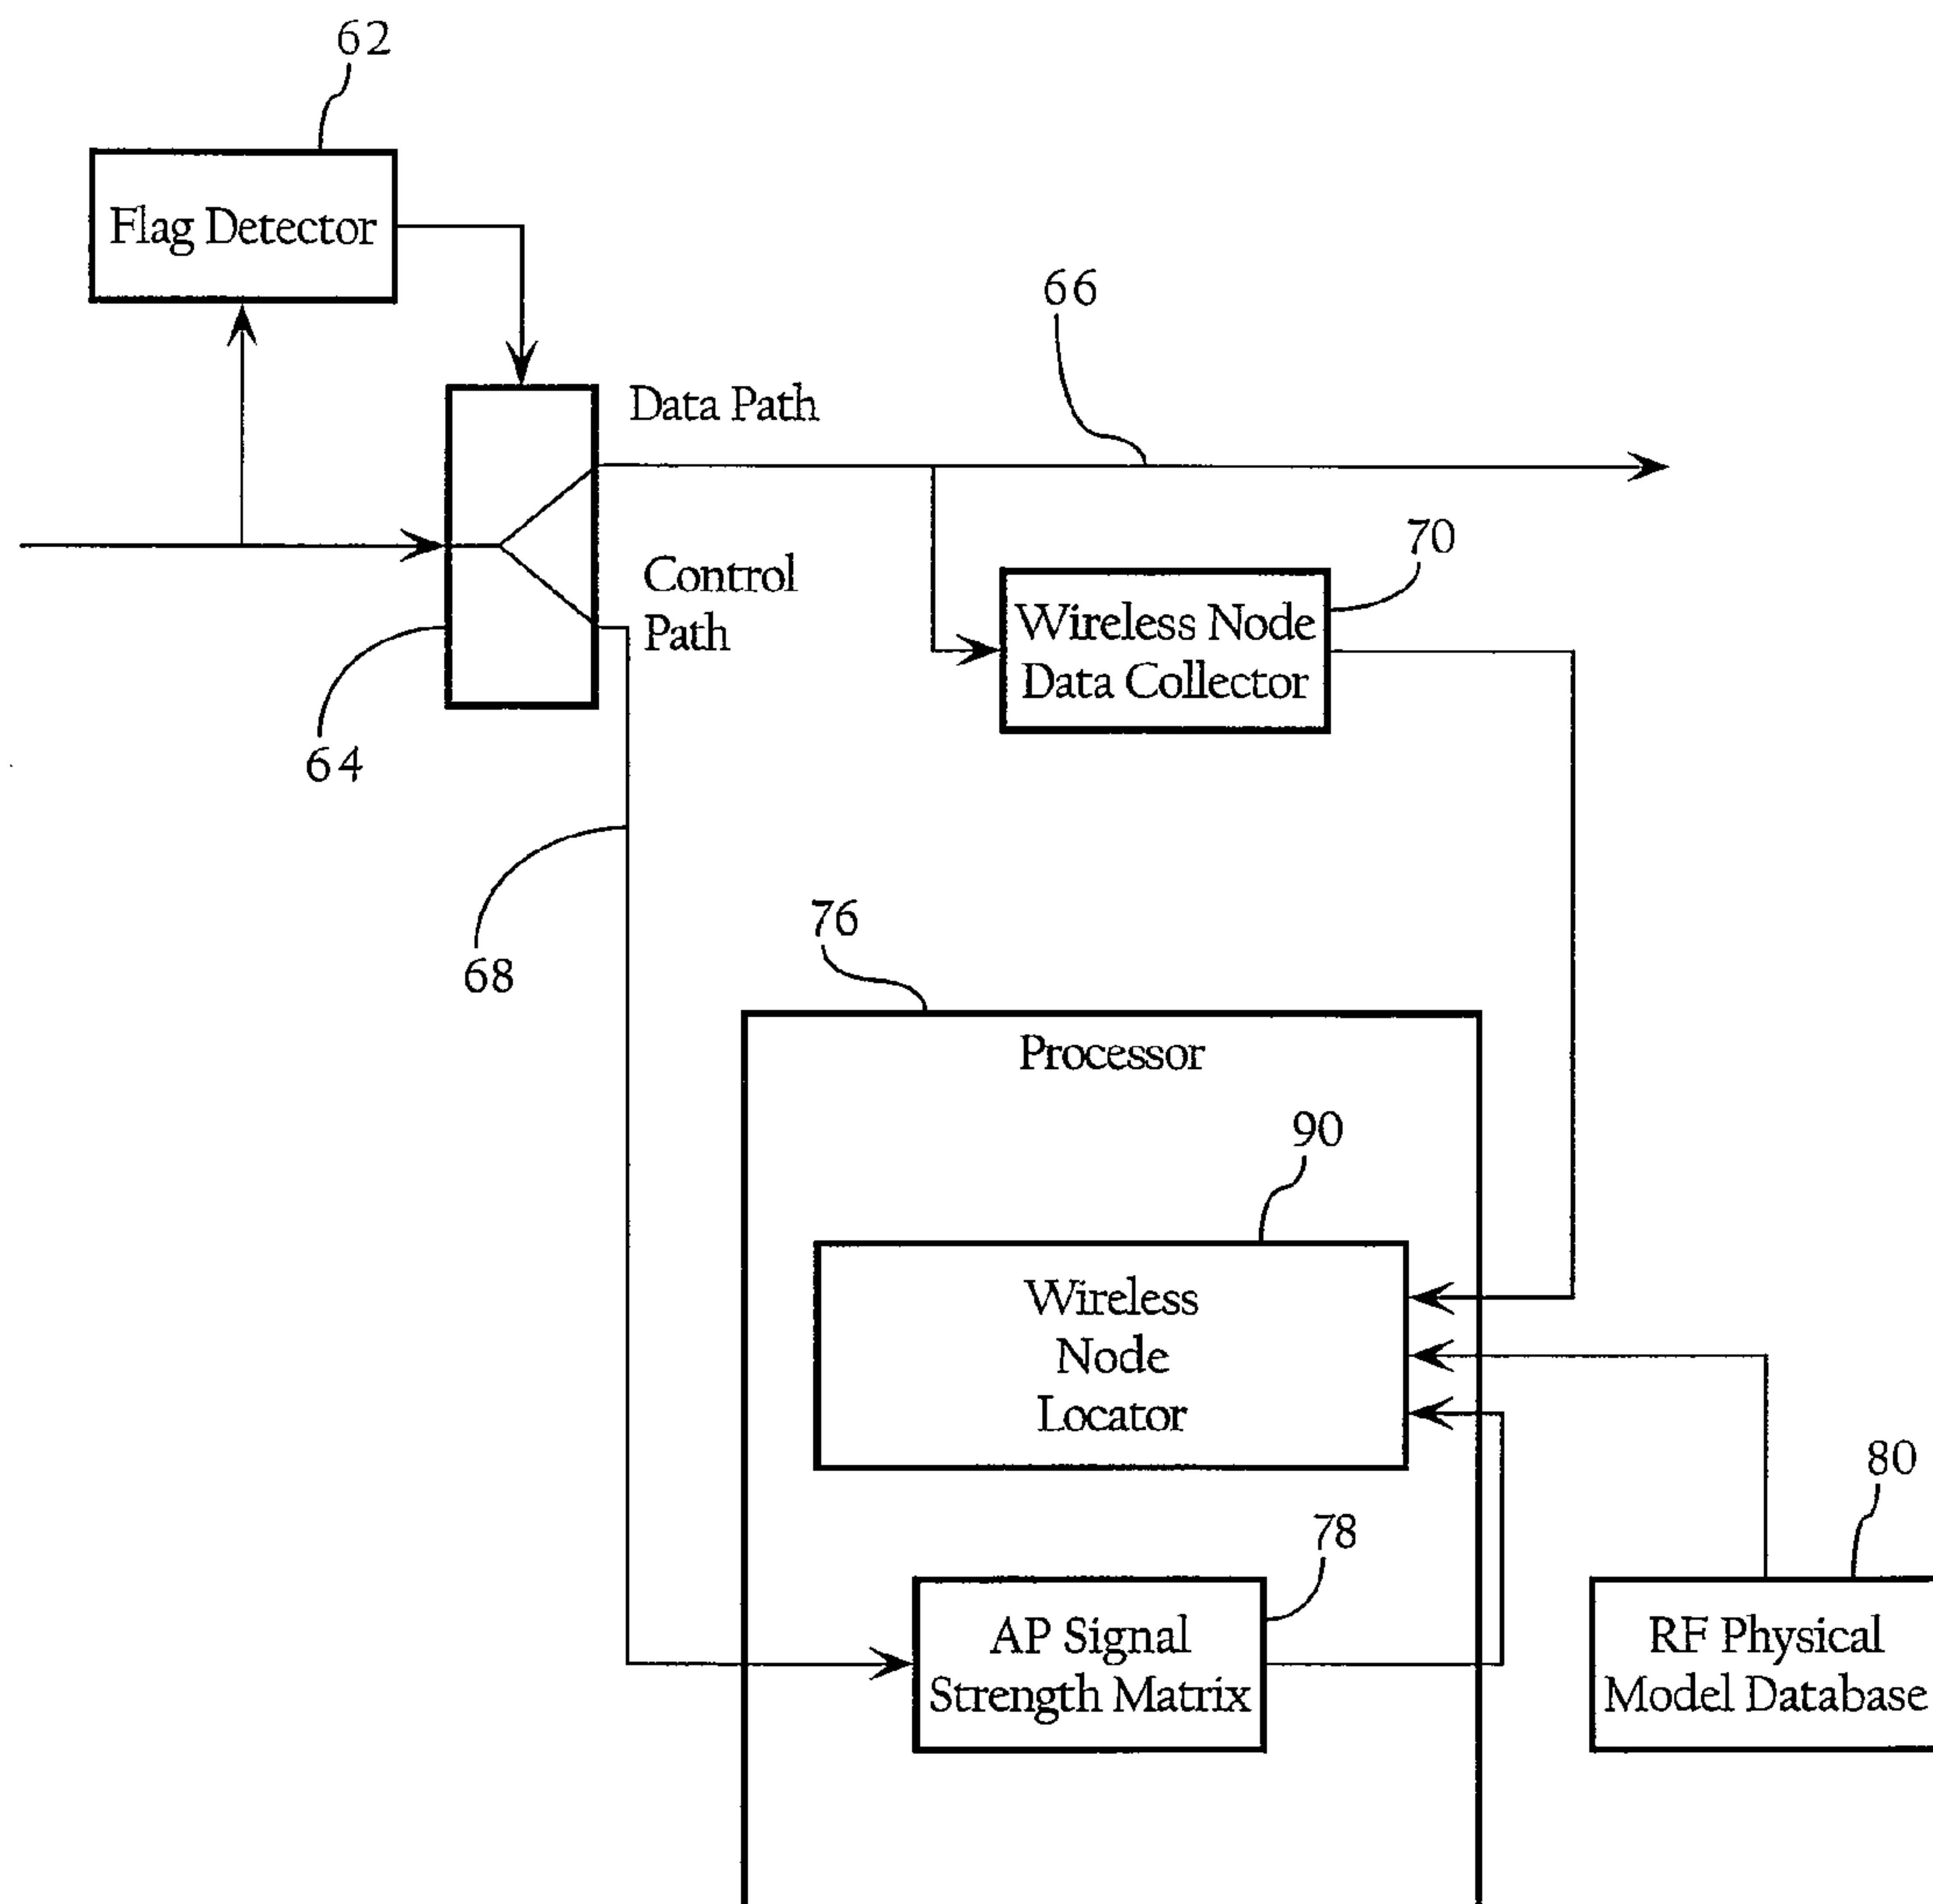 62
Flag Detector
66
Data Path
70
Control
Path
Wireless Node
Data Collector
64
76
68
Processor
90
Wireless
Node
Locator
80
78
AP Signal
Strength Matrix
RF Physical
Model Database